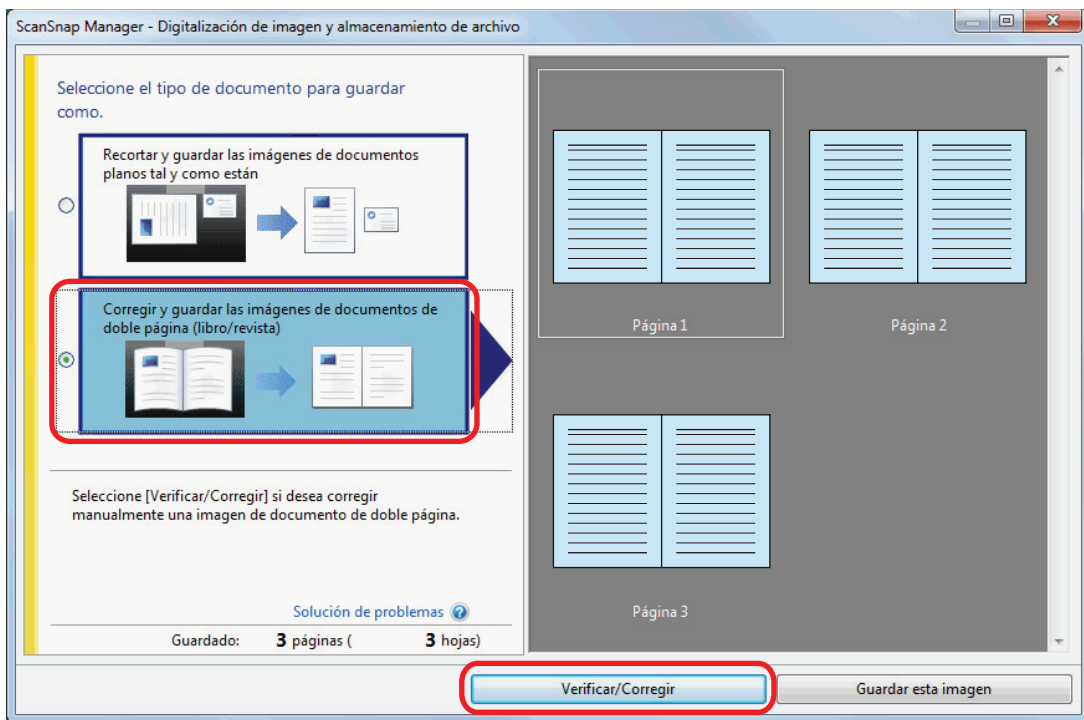 ScanSnap Manager - Digitalización de imagen y almacenamiento de archivo
Seleccione el tipo de documento para guardar
como.
Recortar y guardar las imágenes de documentos
planos tal y como están
Corregir y guardar las imágenes de documentos de
doble página (libro/revista)
Seleccione [Verificar/Corregir] si desea corregir
manualmente una imagen de documento de doble página.
Solución de problemas
Guardado: 3 páginas ( 3 hojas)
Página 1
Página 2
Página 3
Verificar/Corregir
Guardar esta imagen